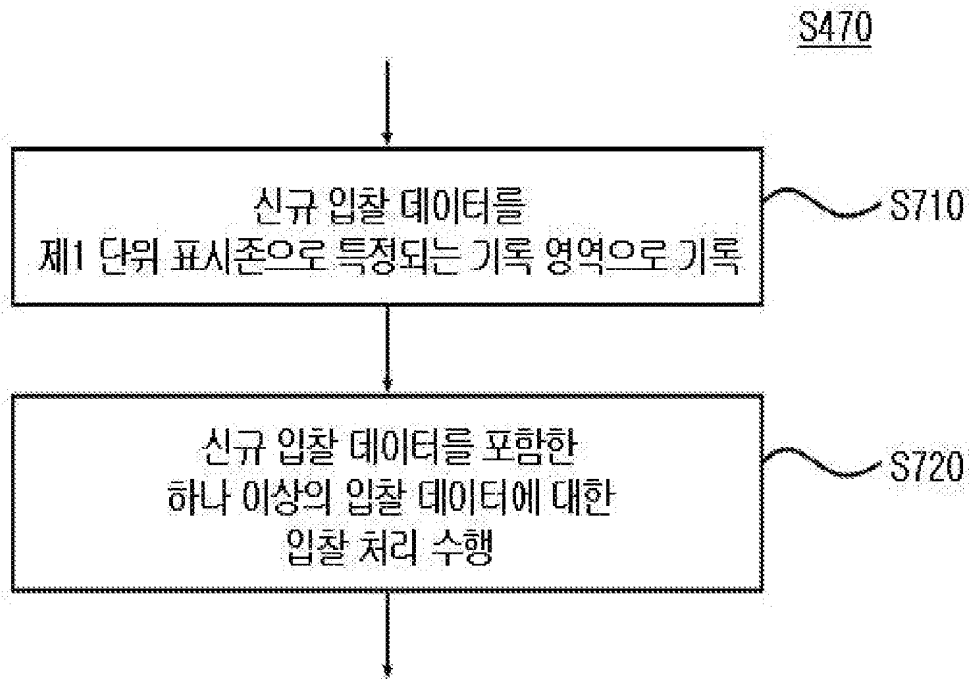 S470
신규 입찰 데이터를
제1 단위 표시존으로 특정되는 기록 영역으로 기록
S710
신규 입찰 데이터를 포함한
하나 이상의 입찰 데이터에 대한
입찰 처리 수행
S720